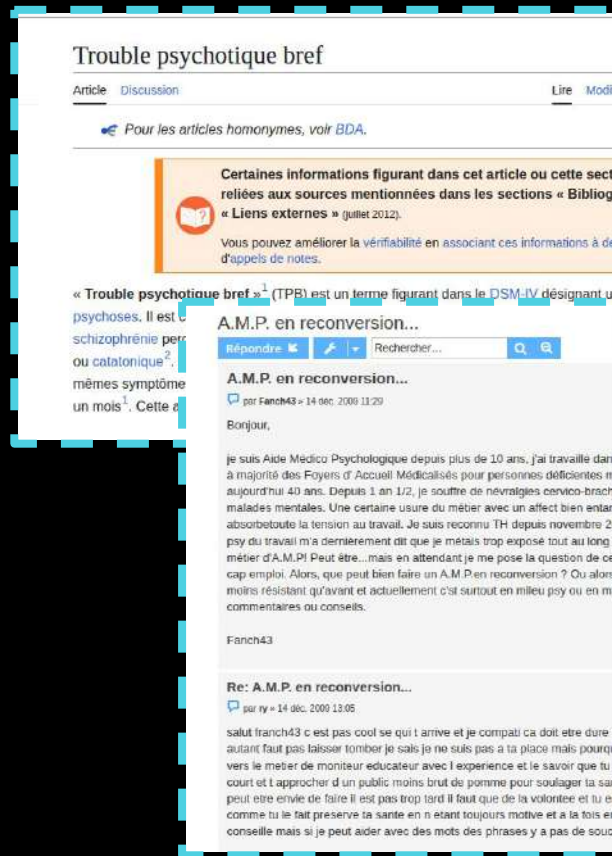 Trouble psychotique bref
Article Discussion Lire Modi
Pour les articles homonymes, voir BDA.
Certaines informations figurant dans cet article ou cette sect
reliées aux sources mentionnées dans les sections « Bibliog
« Liens externes » (juillet 2012).
Vous pouvez améliorer la vérifiabilité en associant ces informations à de
d'appels de notes.
« Trouble psychotique bref »1 (TPB) est un terme figurant dans le DSM-IV désignant u
psychoses. Il est c
schizophrénie perc
ou catatonique2.
mêmes symptôme
un mois1. Cette a
A.M.P. en reconversion...
Répondre Rechercher...
A.M.P. en reconversion...
par Fanch43 » 14 déc. 2009 11:29
Bonjour,
je suis Aide Médico Psychologique depuis plus de 10 ans, j'ai travaillé dan
à majorité des Foyers d' Accueil Médicalisés pour personnes déficientes m
aujourd'hui 40 ans. Depuis 1 an 1/2, je souffre de névralgies cervico-brach
malades mentales. Une certaine usure du métier avec un affect bien entar
absorbetoute la tension au travail. Je suis reconnu TH depuis novembre 2
psy du travail m'a dernièrement dit que je métais trop exposé tout au long
métier d'A.M.P! Peut être...mais en attendant je me pose la question de ce
cap emploi. Alors, que peut bien faire un A.M.P.en reconversion ? Ou alors
moins résistant qu'avant et actuellement c'st surtout en mileu psy ou en m
commentaires ou conseils.
Fanch43
Re: A.M.P. en reconversion...
par ry » 14 déc. 2009 13:05
salut franch43 c est pas cool se qui t arrive et je compati ca doit etre dure
autant faut pas laisser tomber je sais je ne suis pas a ta place mais pourqu
vers le metier de moniteur educateur avec l experience et le savoir que tu
court et t approcher d un public moins brut de pomme pour soulager ta sar
peut etre envie de faire il est pas trop tard il faut que de la volontee et tu e
comme tu le fait preserve ta sante en n etant toujours motive et a la fois er
conseille mais si je peut aider avec des mots des phrases y a pas de souc